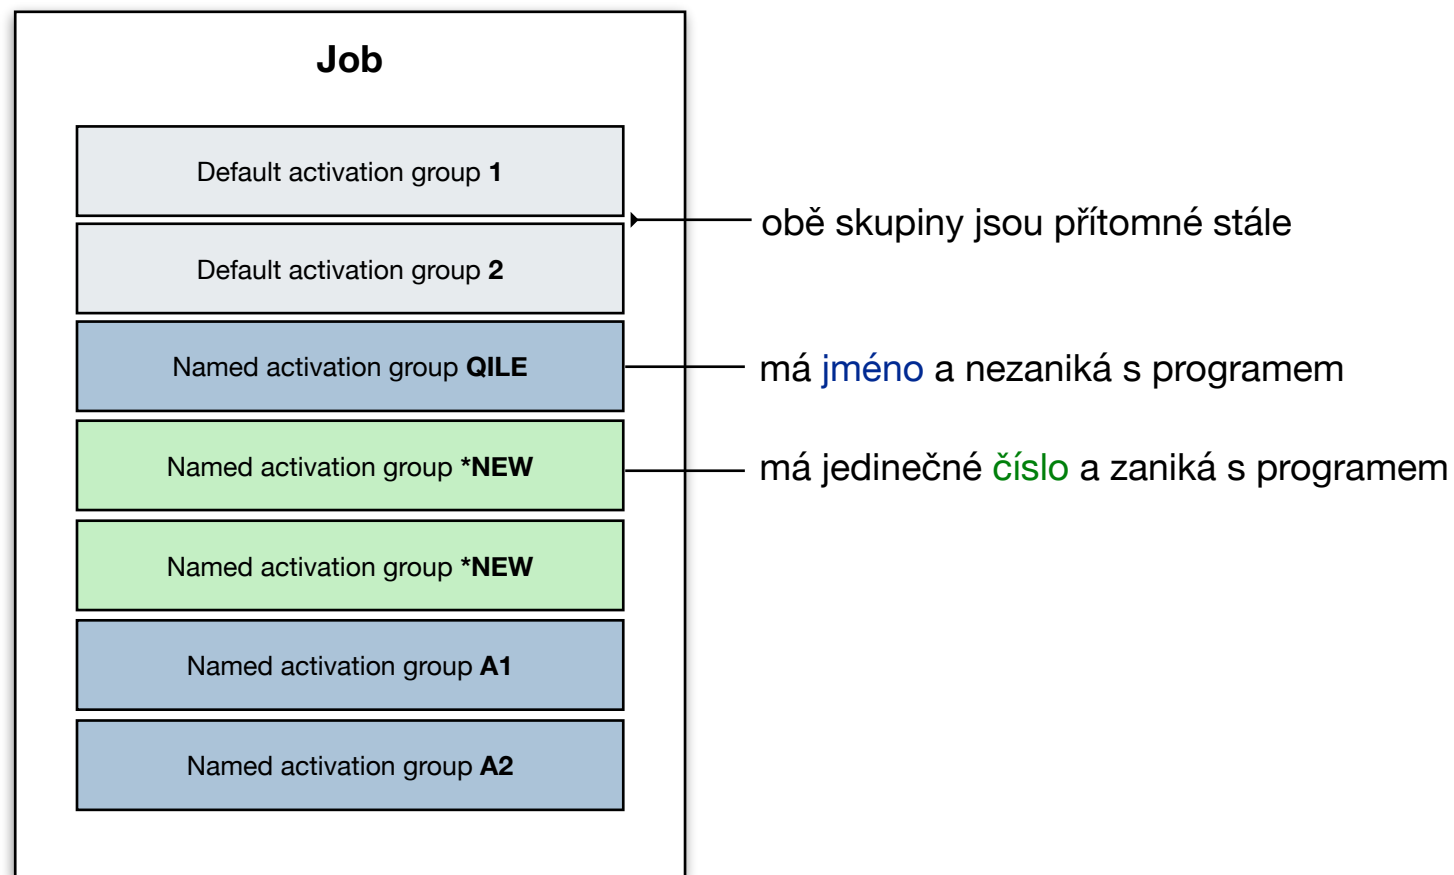 Job
Default activation group 1
obě skupiny jsou přítomné stále
Default activation group 2
Named activation group QILE
má jméno a nezaniká s programem
Named activation group *NEW
má jedinečné číslo a zaniká s programem
Named activation group *NEW
Named activation group A1
Named activation group A2